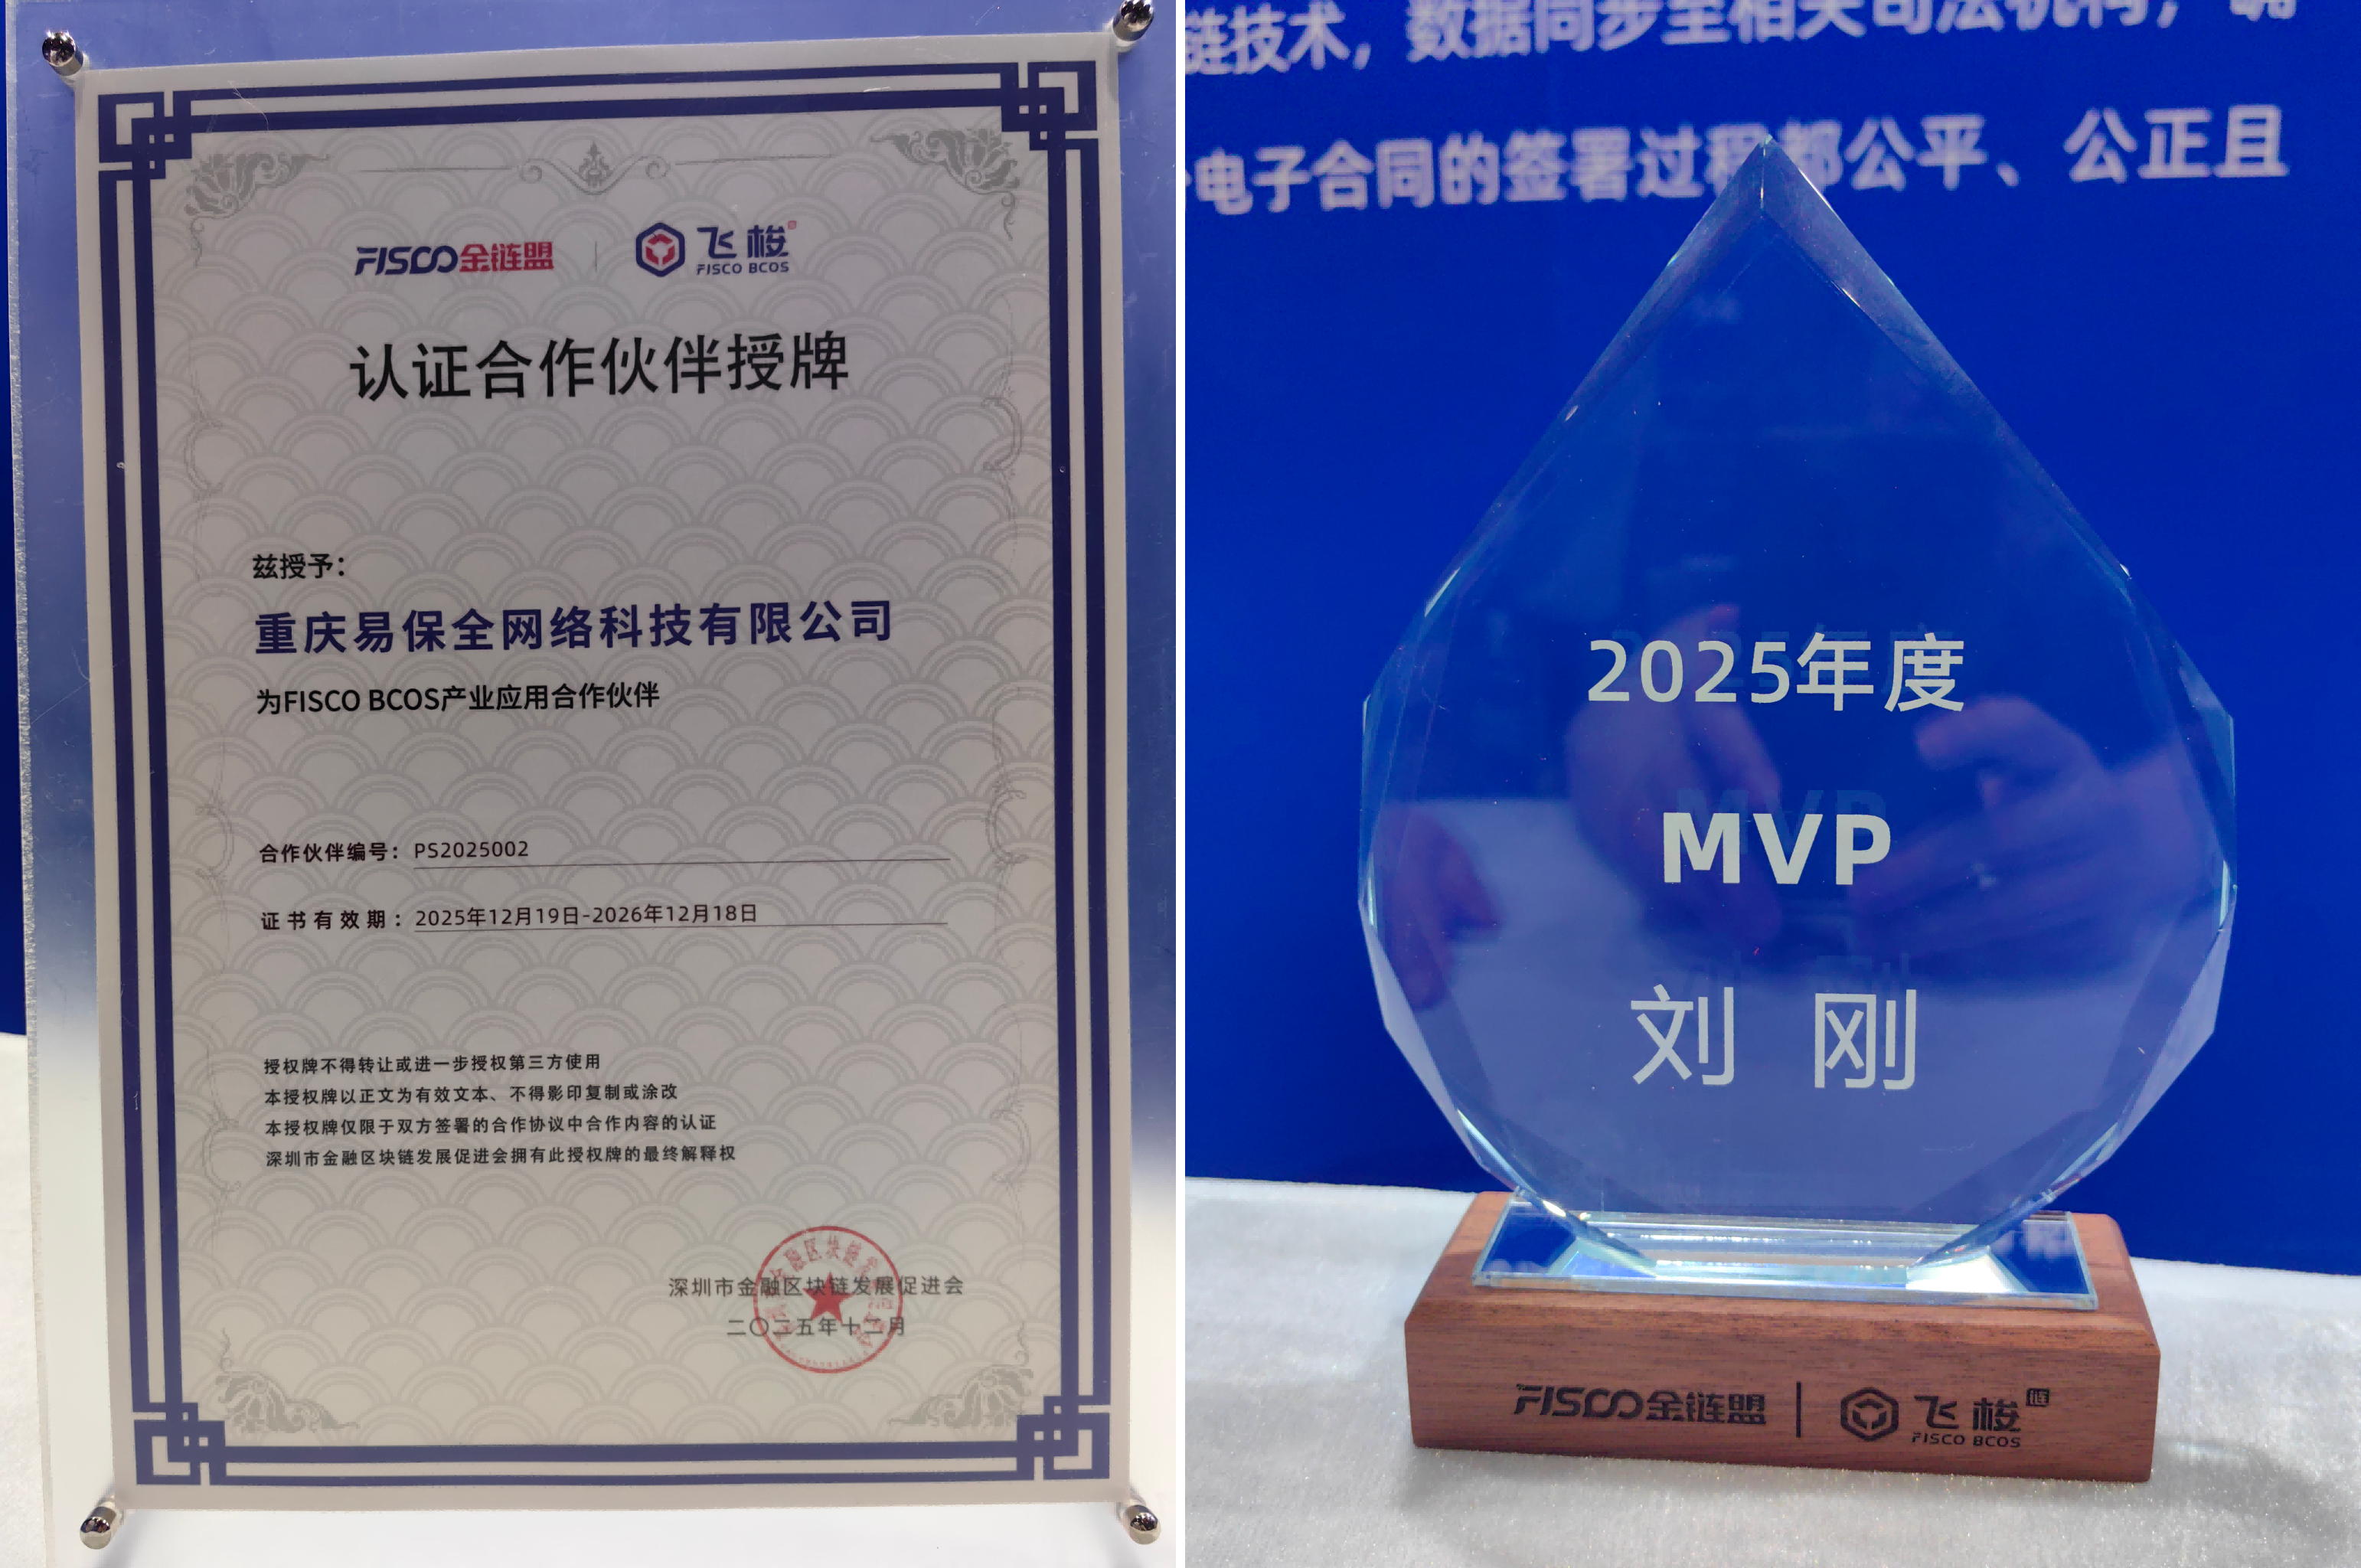 FISCO金链盟 | 飞梭链
FISCO BCOS
认证合作伙伴授牌
兹授予：
重庆易保全网络科技有限公司
为FISCO BCOS产业应用合作伙伴
合作伙伴编号：PS2025002
证书有效期：2025年12月19日-2026年12月18日
授权牌不得转让或进一步授权第三方使用
本授权牌以正文为有效文本、不得影印复制或涂改
本授权牌仅限于双方签署的合作协议中合作内容的认证
深圳市金融区块链发展促进会拥有此授权牌的最终解释权
深圳市金融区块链发展促进会
二〇二五年十二月
链技术，数据同步至相关司法机构，
电子合同的签署过程都公平、公正且
2025年度
MVP
刘 刚
FISCO金链盟 | 飞梭链
FISCO BCOS